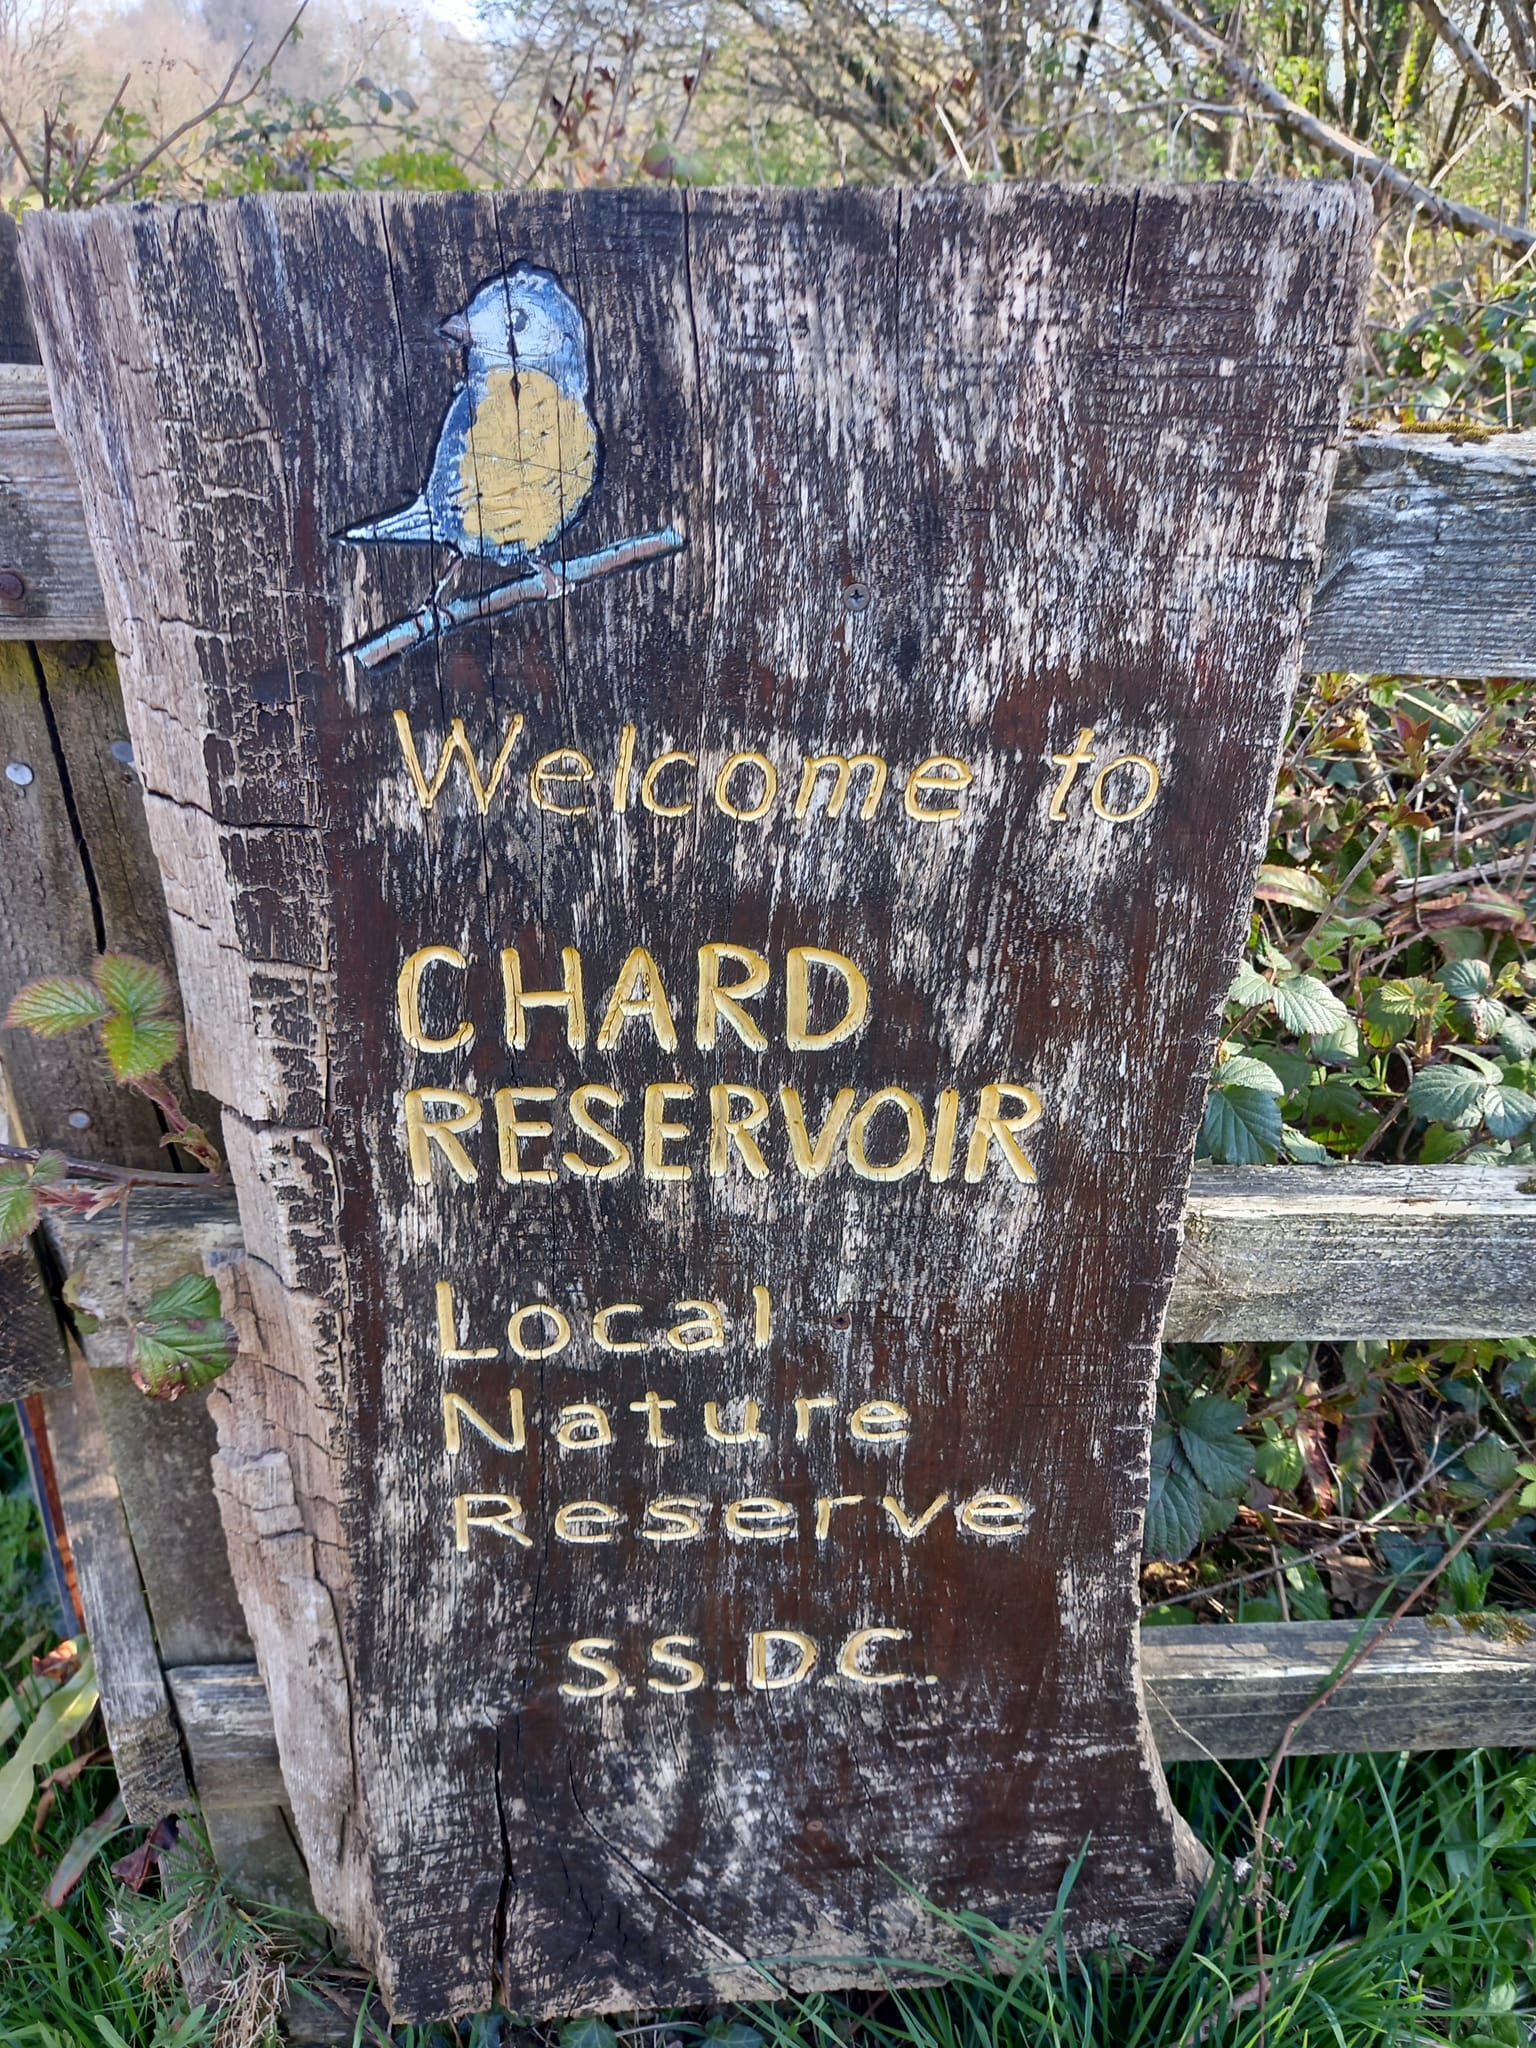 Welcome to
CHARD
RESERVOIR
Local
Nature
Reserve
S.S.D.C.